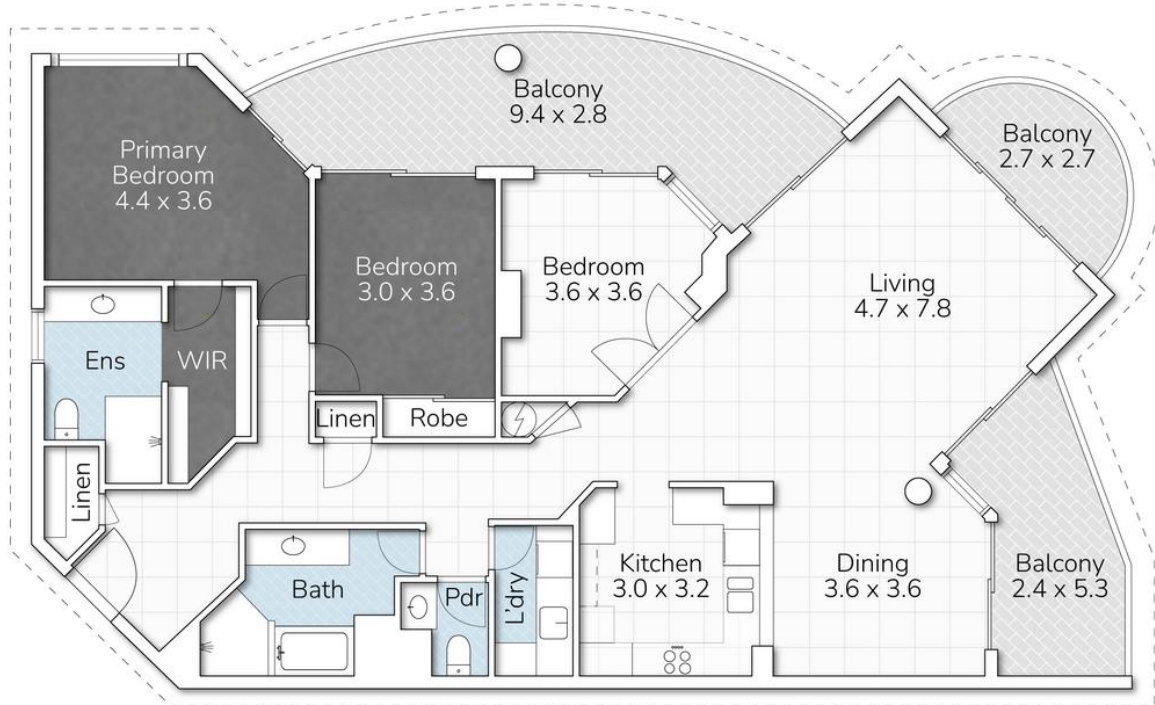 Balcony
9.4 x 2.8
Balcony
2.7 x 2.7
Primary
Bedroom
4.4 x 3.6
Bedroom
3.0 x 3.6
Bedroom
3.6 x 3.6
Living
4.7 x 7.8
Ens
WIR
Linen
Robe
Linen
Kitchen
3.0 x 3.2
Dining
3.6 x 3.6
Balcony
2.4 x 5.3
Bath
Pdr
L'dry